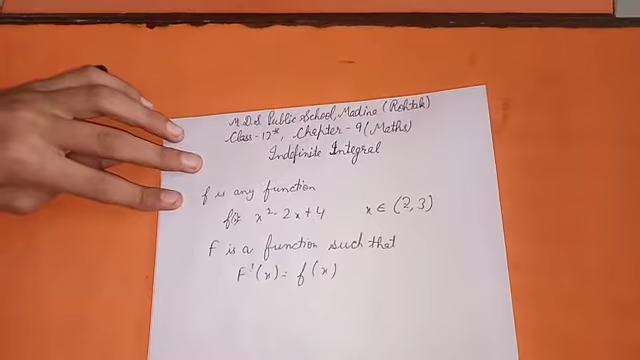 M.D.S. Public School, Madina (Rohtak)
Class-12th, Chapter-9 (Maths)
Indefinite Integral
f is any function
f(x)= x²-2x+4 x ∈ (2,3)
F is a function such that
F'(x)= f(x)